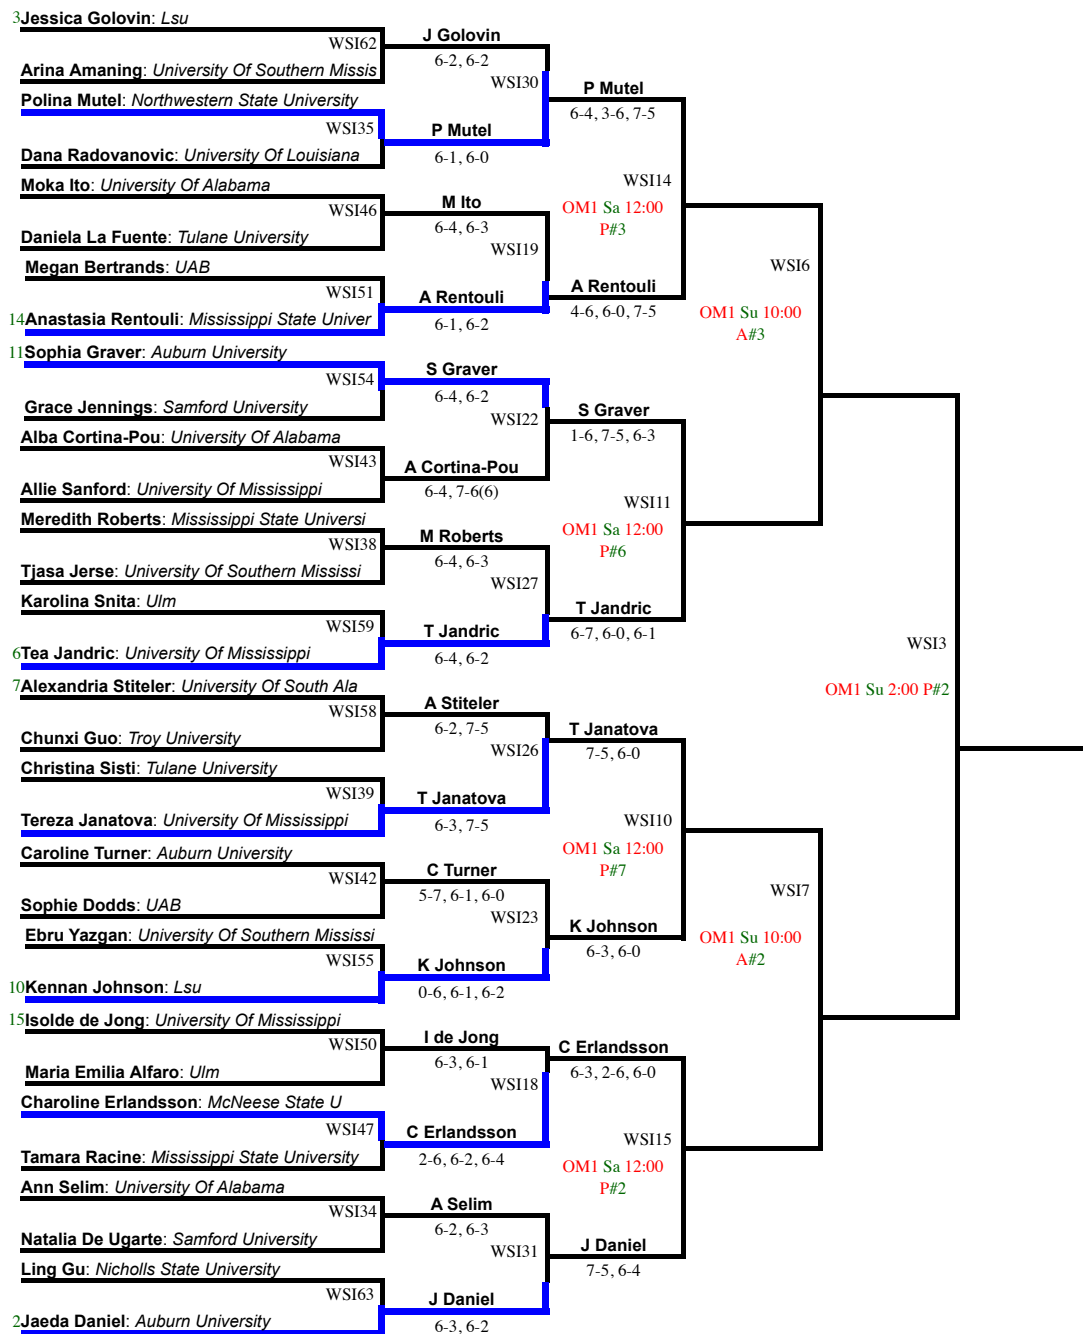 3 Jessica Golovin: Lsu
WSI62
J Golovin
6-2, 6-2
Arina Amaning: University Of Southern Missis
WSI30
P Mutel
6-4, 3-6, 7-5
Polina Mutel: Northwestern State University
WSI35
P Mutel
6-1, 6-0
Dana Radovanovic: University Of Louisiana
WSI14
OM1 Sa 12:00
P#3
Moka Ito: University Of Alabama
WSI46
M Ito
6-4, 6-3
Daniela La Fuente: Tulane University
WSI19
A Rentouli
4-6, 6-0, 7-5
Megan Bertrands: UAB
WSI51
A Rentouli
6-1, 6-2
14 Anastasia Rentouli: Mississippi State Univer
WSI6
OM1 Su 10:00
A#3
11 Sophia Graver: Auburn University
WSI54
S Graver
6-4, 6-2
Grace Jennings: Samford University
WSI22
S Graver
1-6, 7-5, 6-3
Alba Cortina-Pou: University Of Alabama
WSI43
A Cortina-Pou
6-4, 7-6(6)
Allie Sanford: University Of Mississippi
WSI11
OM1 Sa 12:00
P#6
Meredith Roberts: Mississippi State Universi
WSI38
M Roberts
6-4, 6-3
Tjasa Jerse: University Of Southern Mississi
WSI27
T Jandric
6-7, 6-0, 6-1
Karolina Snita: Ulm
WSI59
T Jandric
6-4, 6-2
6 Tea Jandric: University Of Mississippi
WSI3
OM1 Su 2:00 P#2
7 Alexandria Stiteler: University Of South Ala
WSI58
A Stiteler
6-2, 7-5
Chunxi Guo: Troy University
WSI26
T Janatova
7-5, 6-0
Christina Sisti: Tulane University
WSI39
T Janatova
6-3, 7-5
Tereza Janatova: University Of Mississippi
WSI10
OM1 Sa 12:00
P#7
Caroline Turner: Auburn University
WSI42
C Turner
5-7, 6-1, 6-0
Sophie Dodds: UAB
WSI23
K Johnson
6-3, 6-0
Ebru Yazgan: University Of Southern Mississi
WSI55
K Johnson
0-6, 6-1, 6-2
10 Kennan Johnson: Lsu
WSI7
OM1 Su 10:00
A#2
15 Isolde de Jong: University Of Mississippi
WSI50
I de Jong
6-3, 6-1
Maria Emilia Alfaro: Ulm
WSI18
C Erlandsson
6-3, 2-6, 6-0
Charoline Erlandsson: McNeese State U
WSI47
C Erlandsson
2-6, 6-2, 6-4
Tamara Racine: Mississippi State University
WSI15
OM1 Sa 12:00
P#2
Ann Selim: University Of Alabama
WSI34
A Selim
6-2, 6-3
Natalia De Ugarte: Samford University
WSI31
J Daniel
7-5, 6-4
Ling Gu: Nicholls State University
WSI63
J Daniel
6-3, 6-2
2 Jaeda Daniel: Auburn University